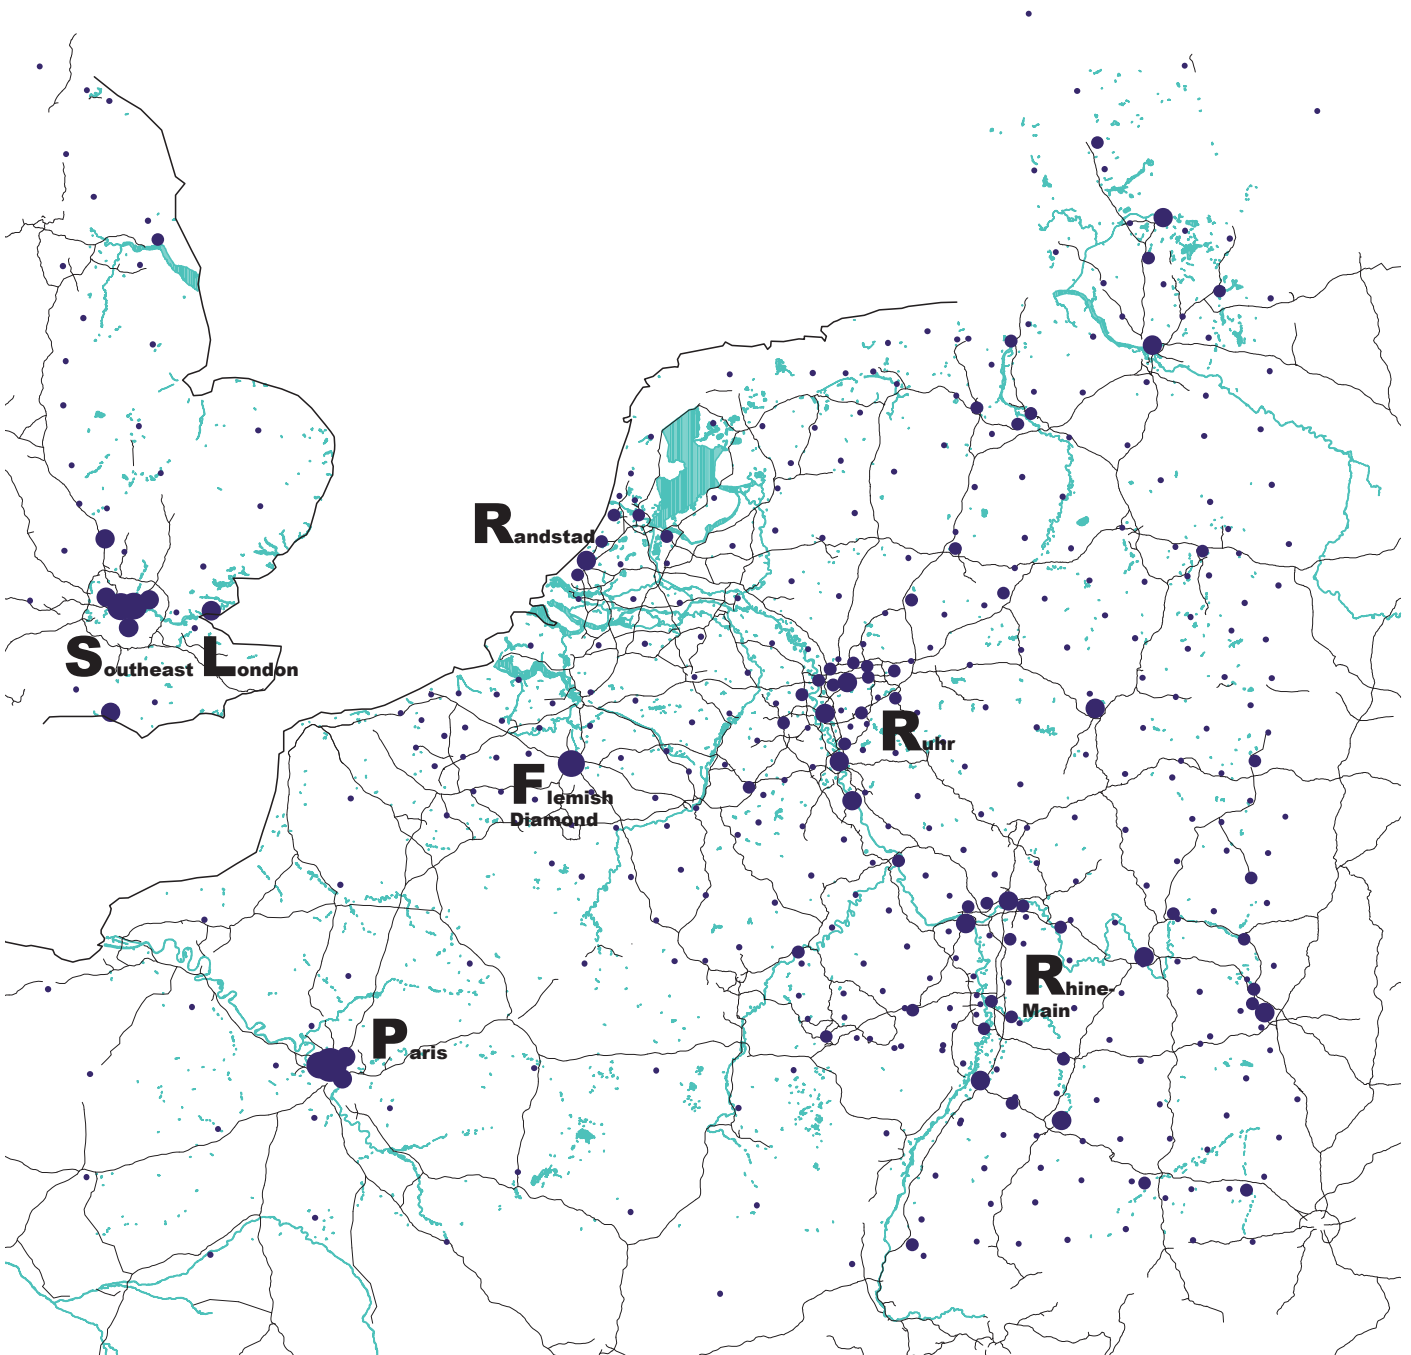 Randstad
Southeast London
Ruhr
Flemish
Diamond
Rhine-
Main
Paris